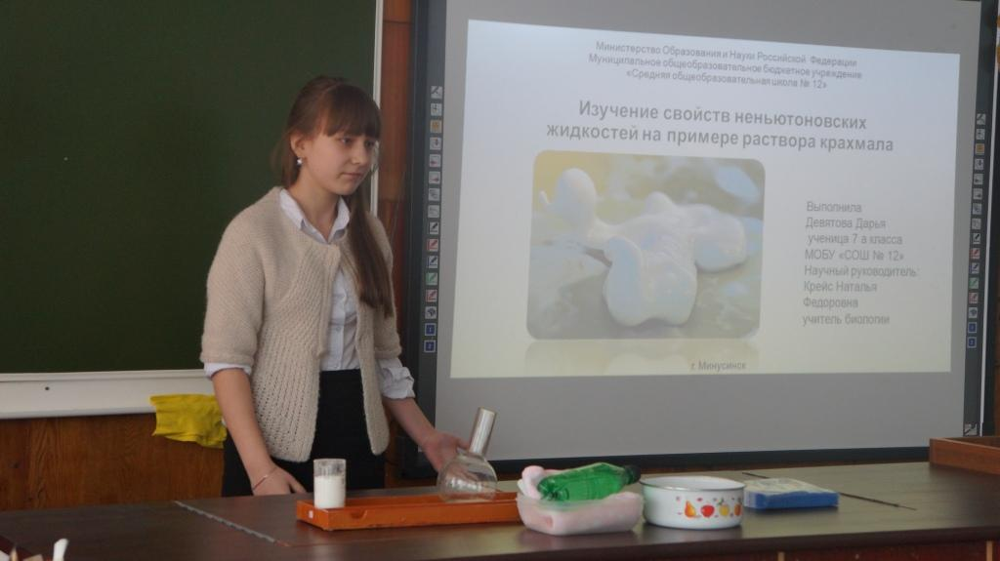 Министерство Образования и Науки Российской Федерации
Муниципальное общеобразовательное бюджетное учреждение
«Средняя общеобразовательная школа № 12»
Изучение свойств неньютоновских
жидкостей на примере раствора крахмала
Выполнила
Девятова Дарья
ученица 7 а класса
МОБУ «СОШ № 12»
Научный руководитель:
Крейс Наталья
Федоровна
учитель биологии
г. Минусинск